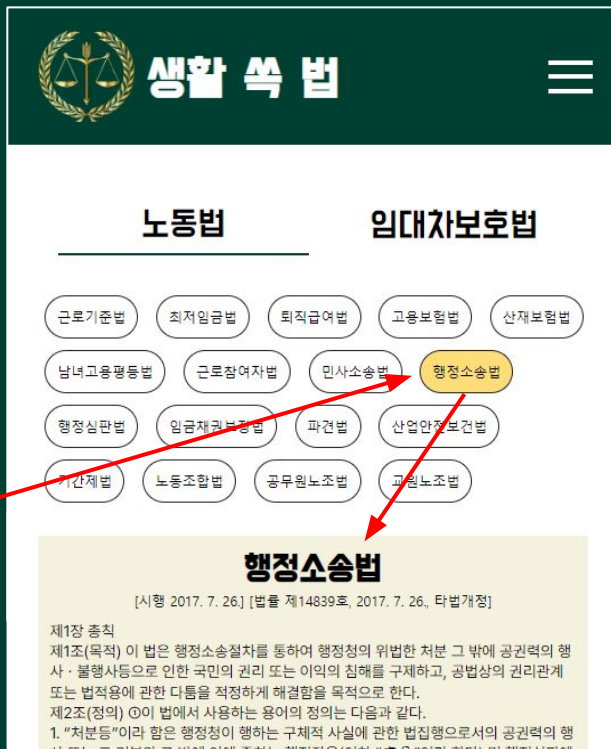 생활 쏙 법
노동법 임대차보호법
근로기준법 최저임금법 퇴직급여법 고용보험법 산재보험법
남녀고용평등법 근로참여자법 민사소송법 행정소송법
행정심판법 임금채권보장법 파견법 산업안전보건법
기간제법 노동조합법 공무원노조법 교원노조법
행정소송법
[시행 2017. 7. 26.] [법률 제14839호, 2017. 7. 26., 타법개정]
제1장 총칙
제1조(목적) 이 법은 행정소송절차를 통하여 행정청의 위법한 처분 그 밖에 공권력의 행
사ㆍ불행사등으로 인한 국민의 권리 또는 이익의 침해를 구제하고, 공법상의 권리관계
또는 법적용에 관한 다툼을 적정하게 해결함을 목적으로 한다.
제2조(정의) ①이 법에서 사용하는 용어의 정의는 다음과 같다.
1. "처분등"이라 함은 행정청이 행하는 구체적 사실에 관한 법집행으로서의 공권력의 행